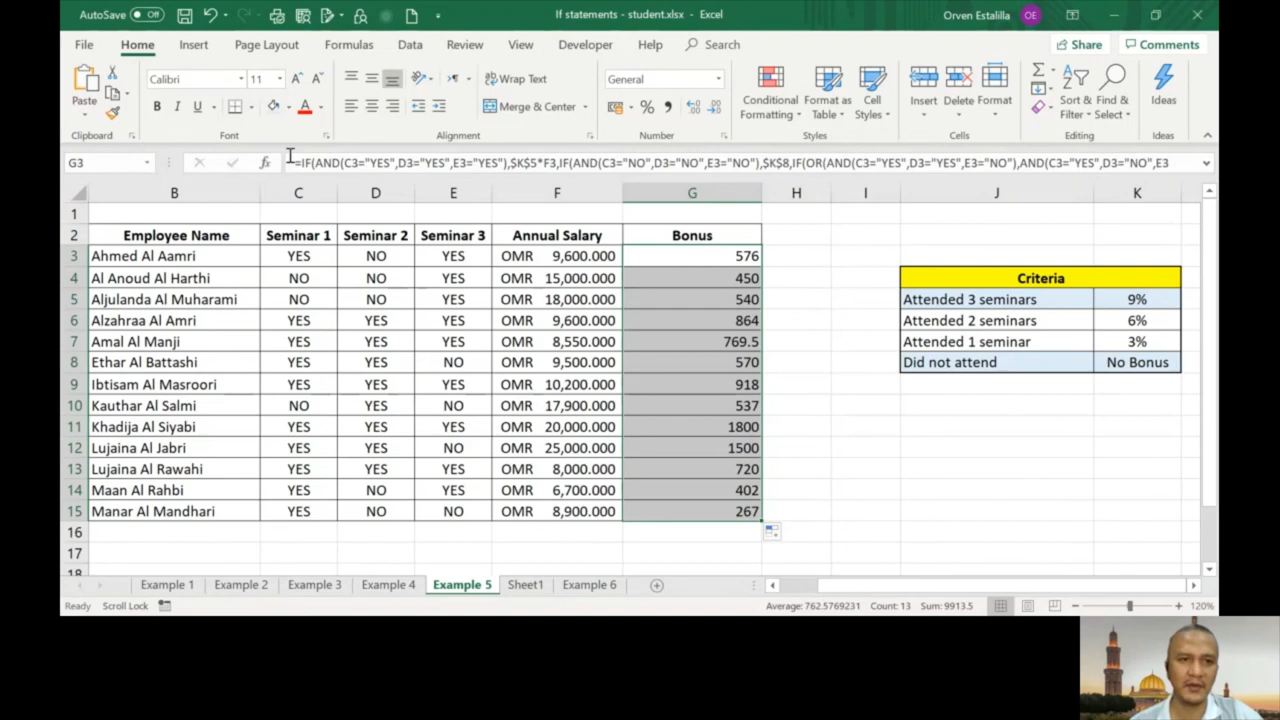 AutoSave Off If statements - student.xlsx - Excel Orven Estalilla OE
File Home Insert Page Layout Formulas Data Review View Developer Help Search Share Comments
Paste Calibri 11 Wrap Text General Conditional Formatting Format as Table Cell Styles Insert Delete Format Sort & Filter Find & Select Ideas
B I U A Merge & Center %
Clipboard Font Alignment Number Styles Cells Editing Ideas
G3 fx =IF(AND(C3="YES",D3="YES",E3="YES"),$K$5*F3,IF(AND(C3="NO",D3="NO",E3="NO"),$K$8,IF(OR(AND(C3="YES",D3="YES",E3="NO"),AND(C3="YES",D3="NO",E3
B C D E F G H I J K
1
2 Employee Name Seminar 1 Seminar 2 Seminar 3 Annual Salary Bonus
3 Ahmed Al Aamri YES NO YES OMR 9,600.000 576
4 Al Anoud Al Harthi NO NO YES OMR 15,000.000 450 Criteria
5 Aljulanda Al Muharami NO NO YES OMR 18,000.000 540 Attended 3 seminars 9%
6 Alzahraa Al Amri YES YES YES OMR 9,600.000 864 Attended 2 seminars 6%
7 Amal Al Manji YES YES YES OMR 8,550.000 769.5 Attended 1 seminar 3%
8 Ethar Al Battashi YES YES NO OMR 9,500.000 570 Did not attend No Bonus
9 Ibtisam Al Masroori YES YES YES OMR 10,200.000 918
10 Kauthar Al Salmi NO YES NO OMR 17,900.000 537
11 Khadija Al Siyabi YES YES YES OMR 20,000.000 1800
12 Lujaina Al Jabri YES YES NO OMR 25,000.000 1500
13 Lujaina Al Rawahi YES YES YES OMR 8,000.000 720
14 Maan Al Rahbi YES NO YES OMR 6,700.000 402
15 Manar Al Mandhari YES NO NO OMR 8,900.000 267
16
17
18
Example 1 Example 2 Example 3 Example 4 Example 5 Sheet1 Example 6
Ready Scroll Lock Average: 762.5769231 Count: 13 Sum: 9913.5 120%